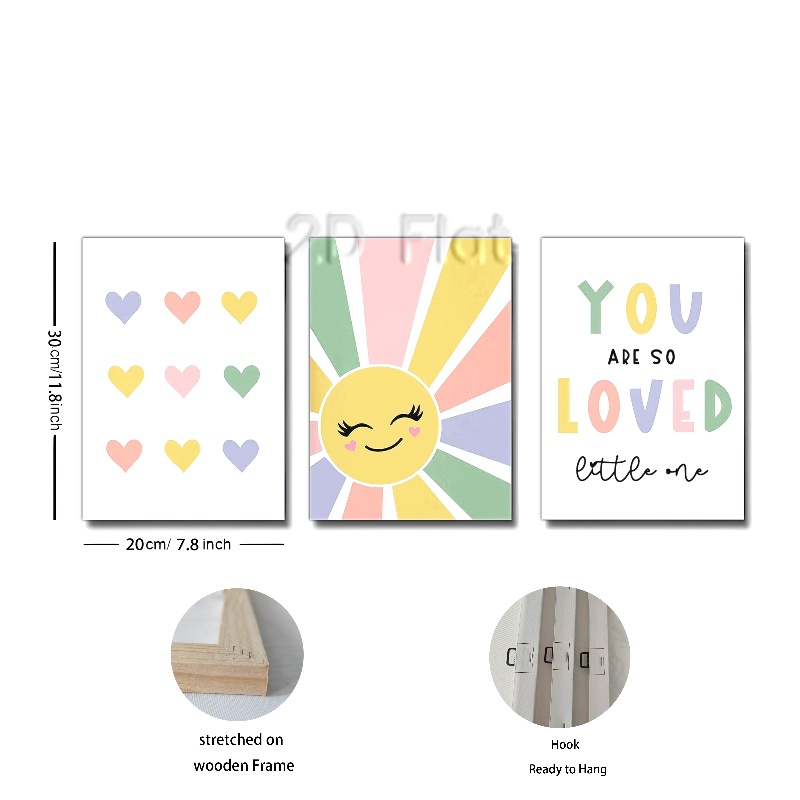 2D Flat
YOU
ARE SO
LOVED
little one
30cm/11.8inch
20cm/ 7.8 inch
stretched on
wooden Frame
Hook
Ready to Hang